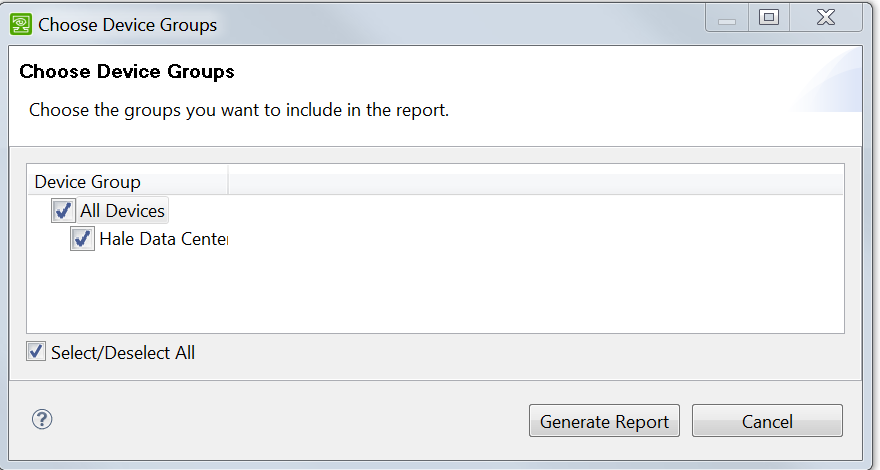 Choose Device Groups
Choose Device Groups
Choose the groups you want to include in the report.
Device Group
All Devices
Hale Data Cente
Select/Deselect All
?
Generate Report
Cancel